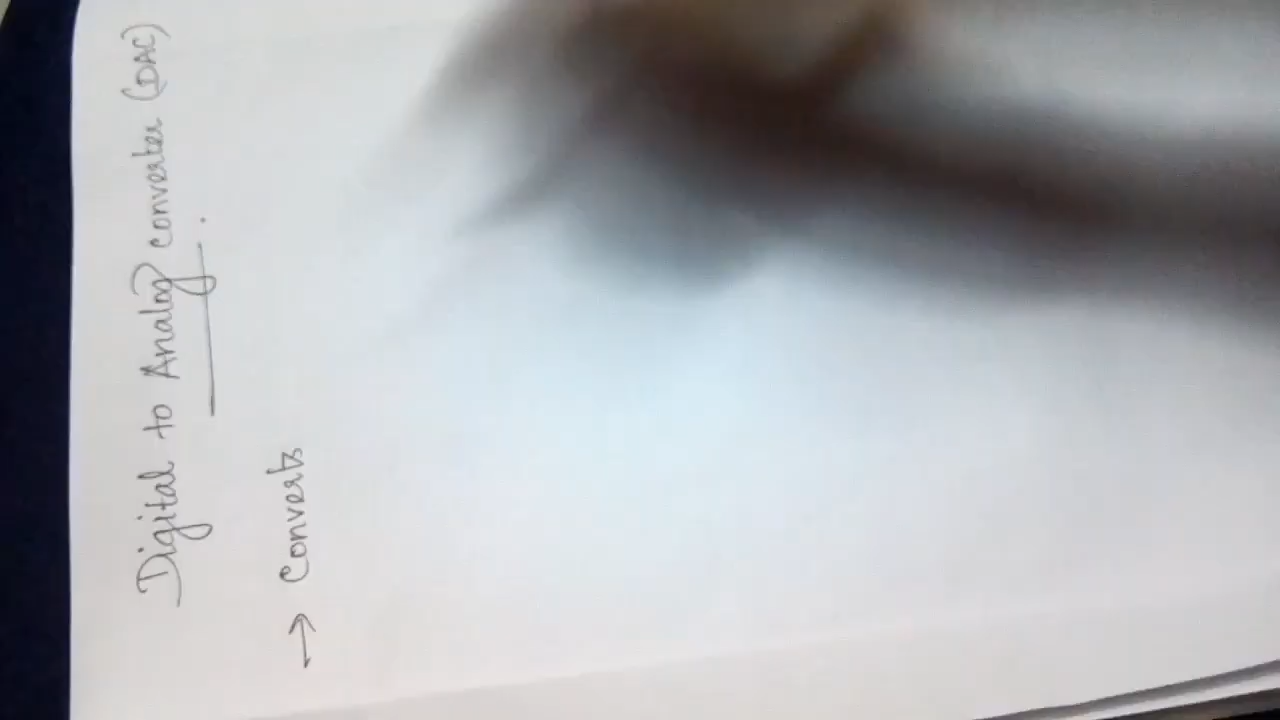 Digital to Analog converter (DAC).
→ Converts